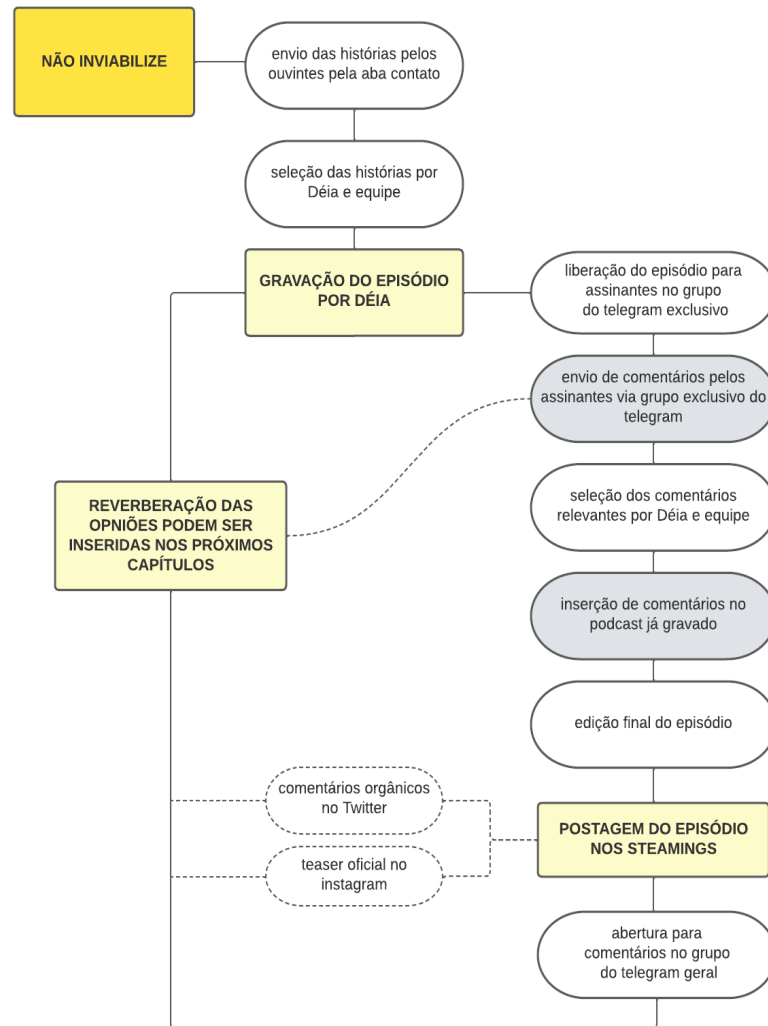 NÃO INVIABILIZE
envio das histórias pelos
ouvintes pela aba contato
seleção das histórias por
Déia e equipe
GRAVAÇÃO DO EPISÓDIO
POR DÉIA
liberação do episódio para
assinantes no grupo
do telegram exclusivo
envio de comentários pelos
assinantes via grupo exclusivo do
telegram
REVERBERAÇÃO DAS
OPNIÕES PODEM SER
INSERIDAS NOS PRÓXIMOS
CAPÍTULOS
seleção dos comentários
relevantes por Déia e equipe
inserção de comentários no
podcast já gravado
edição final do episódio
comentários orgânicos
no Twitter
teaser oficial no
instagram
POSTAGEM DO EPISÓDIO
NOS STEAMINGS
abertura para
comentários no grupo
do telegram geral